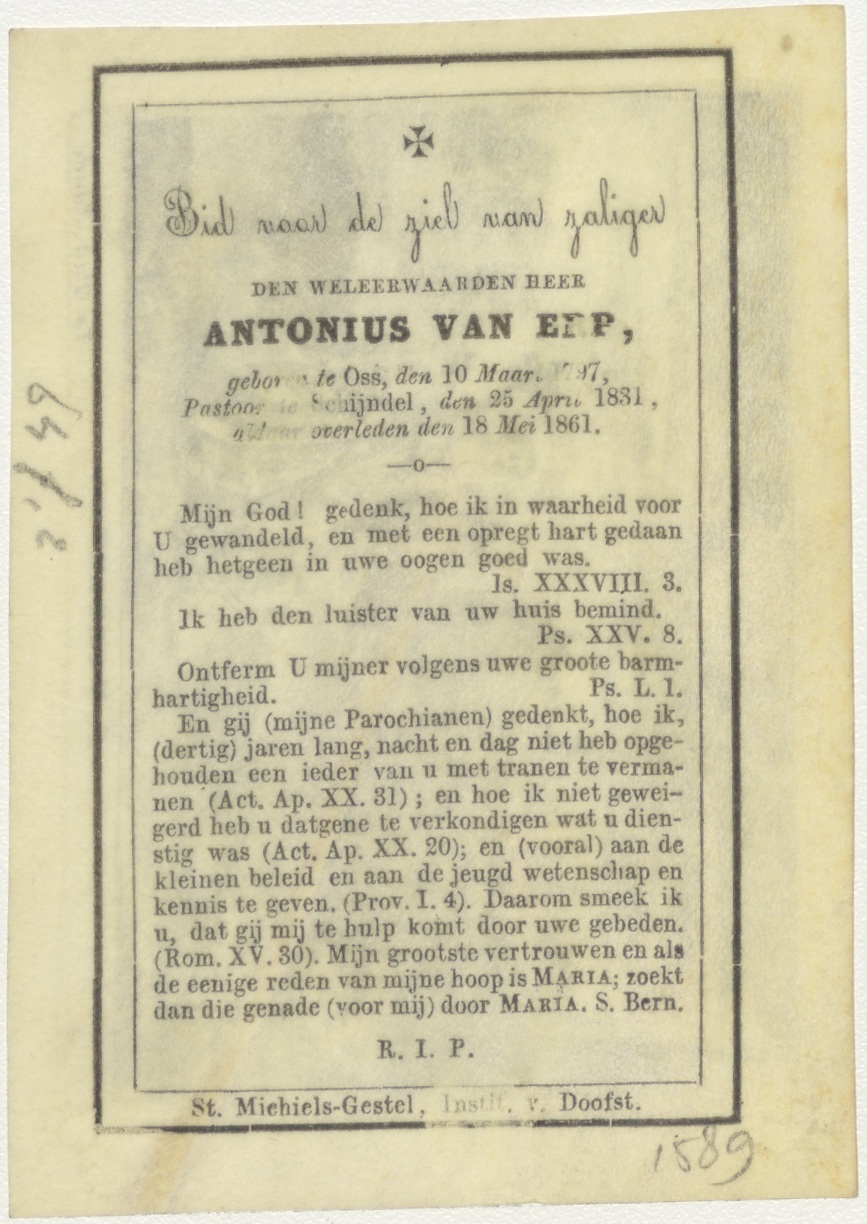 Bid voor de ziel van zaliger
DEN WELEERWAARDEN HEER
ANTONIUS VAN ERP,
geboren te Oss, den 10 Maart 1797,
Pastoor te Schijndel, den 25 April 1831,
overleden den 18 Mei 1861.
—o—
Mijn God! gedenk, hoe ik in waarheid voor
U gewandeld, en met een opregt hart gedaan
heb hetgeen in uwe oogen goed was.
Is. XXXVIII. 3.
Ik heb den luister van uw huis bemind.
Ps. XXV. 8.
Ontferm U mijner volgens uwe groote barm-
hartigheid. Ps. L. 1.
En gij (mijne Parochianen) gedenkt, hoe ik,
(dertig) jaren lang, nacht en dag niet heb opge-
houden een ieder van u met tranen te verma-
nen (Act. Ap. XX. 31); en hoe ik niet gewei-
gerd heb u datgene te verkondigen wat u dien-
stig was (Act. Ap. XX. 20); en (vooral) aan de
kleinen beleid en aan de jeugd wetenschap en
kennis te geven. (Prov. I. 4). Daarom smeek ik
u, dat gij mij te hulp komt door uwe gebeden.
(Rom. XV. 30). Mijn grootste vertrouwen en als
de eenige reden van mijne hoop is MARIA; zoekt
dan die genade (voor mij) door MARIA. S. Bern.
R. I. P.
St. Michiels-Gestel, Instit. v. Doofst.
1589